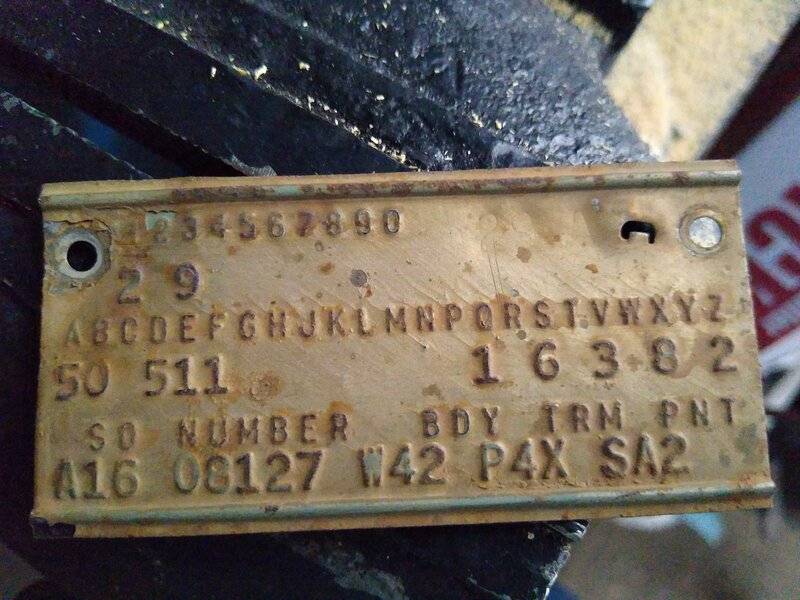 1234567890
2 9
ABCDEFGHJKLMNPQRSTVWXYZ
50 511 1 6 3 8 2
SO NUMBER BDY TRM PNT
A16 08127 W42 P4X SA2